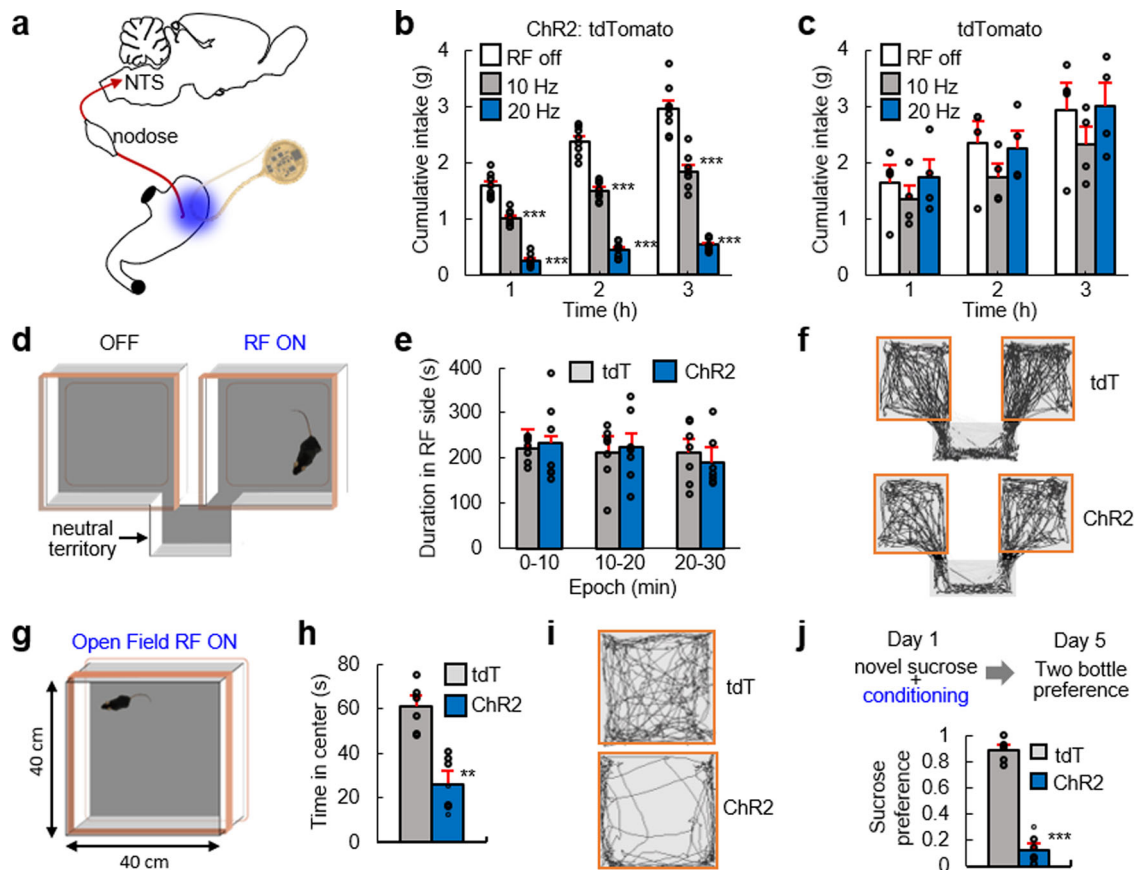 a
NTS
nodose
b
ChR2: tdTomato
Cumulative intake (g)
4
3
2
1
0
RF off
10 Hz
20 Hz
***
***
***
***
***
***
1
2
3
Time (h)
c
tdTomato
Cumulative intake (g)
4
3
2
1
0
RF off
10 Hz
20 Hz
1
2
3
Time (h)
d
OFF
RF ON
neutral
territory
e
Duration in RF side (s)
400
300
200
100
0
tdT
ChR2
0-10
10-20
20-30
Epoch (min)
f
tdT
ChR2
g
Open Field RF ON
40 cm
40 cm
h
Time in center (s)
80
60
40
20
0
tdT
ChR2
**
i
tdT
ChR2
j
Day 1
novel sucrose
+
conditioning
Day 5
Two bottle
preference
Sucrose
preference
1
0.8
0.6
0.4
0.2
0
tdT
ChR2
***